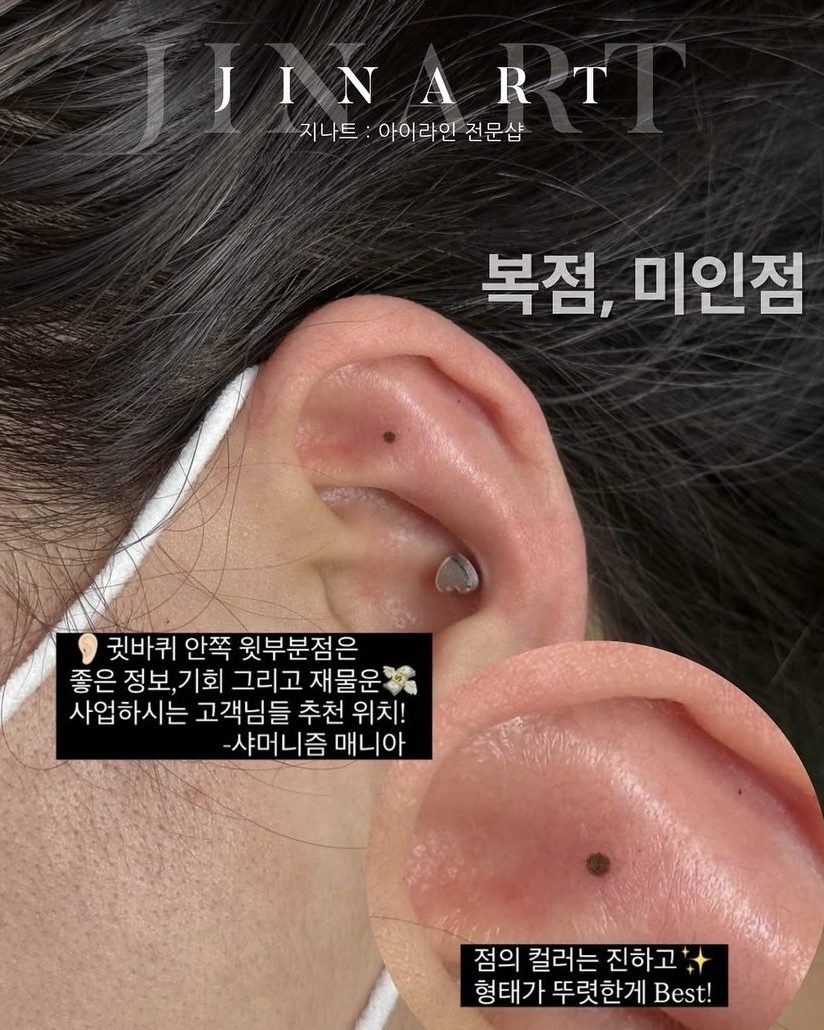 JINART
JINART
지나트 : 아이라인 전문샵
복점, 미인점
👂🏻귓바퀴 안쪽 윗부분점은
좋은 정보,기회 그리고 재물운💸
사업하시는 고객님들 추천 위치!
-샤머니즘 매니아
점의 컬러는 진하고✨
형태가 뚜렷한게 Best!